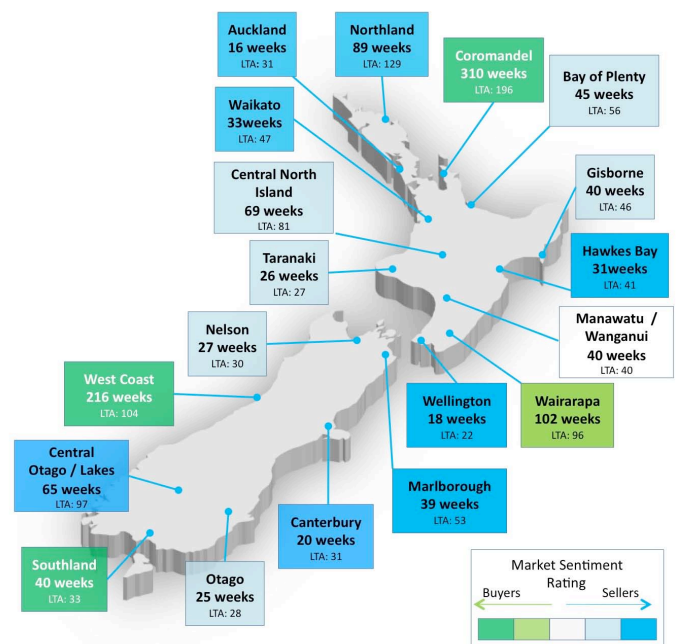 Auckland
16 weeks
LTA: 31
Northland
89 weeks
LTA: 129
Coromandel
310 weeks
LTA: 196
Bay of Plenty
45 weeks
LTA: 56
Waikato
33weeks
LTA: 47
Gisborne
40 weeks
LTA: 46
Central North
Island
69 weeks
LTA: 81
Hawkes Bay
31weeks
LTA: 41
Taranaki
26 weeks
LTA: 27
Manawatu /
Wanganui
40 weeks
LTA: 40
Nelson
27 weeks
LTA: 30
West Coast
216 weeks
LTA: 104
Wellington
18 weeks
LTA: 22
Wairarapa
102 weeks
LTA: 96
Central
Otago / Lakes
65 weeks
LTA: 97
Marlborough
39 weeks
LTA: 53
Canterbury
20 weeks
LTA: 31
Southland
40 weeks
LTA: 33
Otago
25 weeks
LTA: 28
Market Sentiment
Rating
Buyers
Sellers